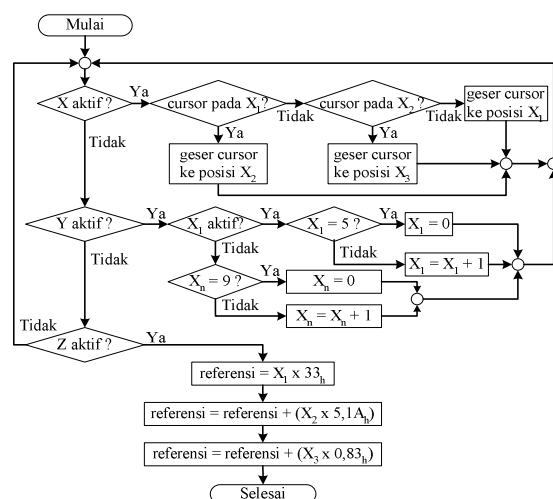 Mulai
X aktif ?
Ya
cursor pada X₁?
Tidak
cursor pada X₂ ?
Tidak
geser cursor
ke posisi X₁
Tidak
Ya
geser cursor
ke posisi X₂
Ya
geser cursor
ke posisi X₃
Y aktif ?
Ya
X₁ aktif?
Ya
X₁ = 5 ?
Ya
X₁ = 0
Tidak
Tidak
Tidak
X₁ = X₁ + 1
Xₙ = 9 ?
Ya
Xₙ = 0
Tidak
Xₙ = Xₙ + 1
Tidak
Z aktif ?
Ya
referensi = X₁ x 33ₕ
referensi = referensi + (X₂ x 5,1Aₕ)
referensi = referensi + (X₃ x 0,83ₕ)
Selesai